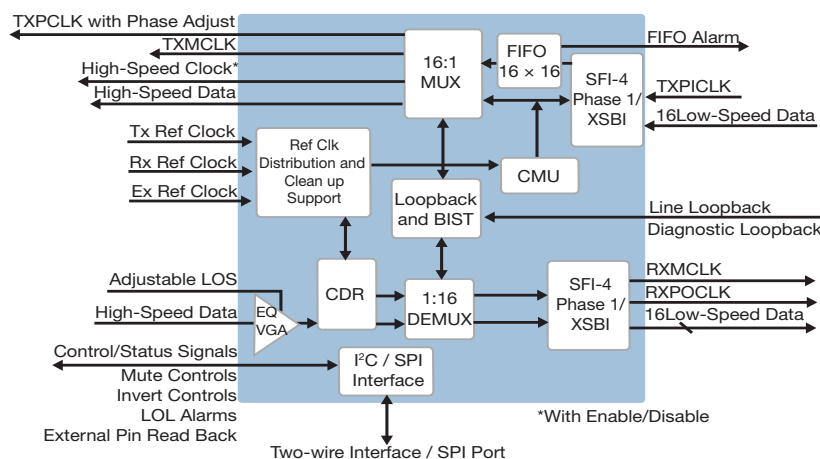 TXPCLK with Phase Adjust
TXMCLK
High-Speed Clock*
High-Speed Data
16:1
MUX
FIFO
16 × 16
FIFO Alarm
SFI-4
Phase 1/
XSBI
TXPICLK
16Low-Speed Data
Tx Ref Clock
Rx Ref Clock
Ex Ref Clock
Ref Clk
Distribution and
Clean up
Support
CMU
Loopback
and BIST
Line Loopback
Diagnostic Loopback
Adjustable LOS
High-Speed Data
EQ
VGA
CDR
1:16
DEMUX
SFI-4
Phase 1/
XSBI
RXMCLK
RXPOCLK
16Low-Speed Data
Control/Status Signals
Mute Controls
Invert Controls
LOL Alarms
External Pin Read Back
I²C / SPI
Interface
*With Enable/Disable
Two-wire Interface / SPI Port